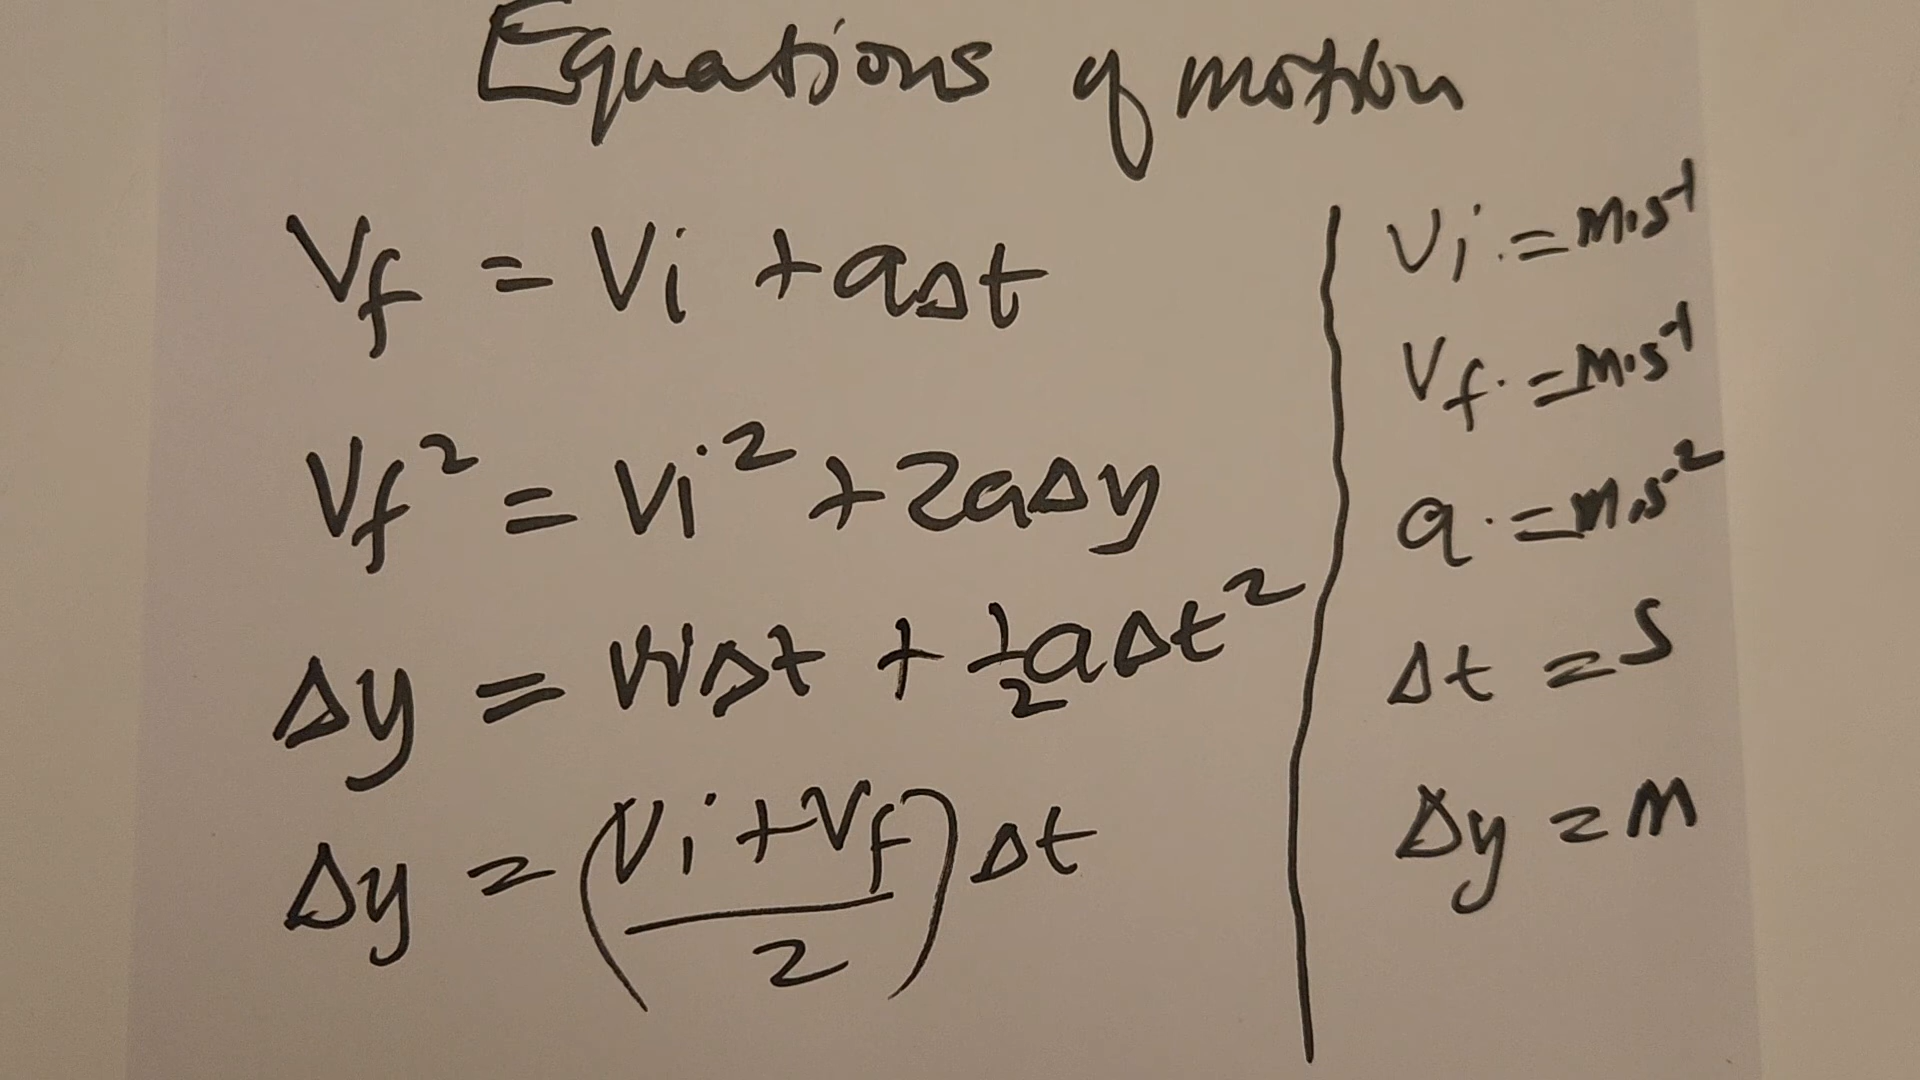 Equations of motion
Vf = Vi + aΔt
Vf² = Vi² + 2aΔy
Δy = ViΔt + ½aΔt²
Δy = (Vi + Vf / 2) Δt
Vi = m·s⁻¹
Vf = m·s⁻¹
a = m·s⁻²
Δt = s
Δy = m